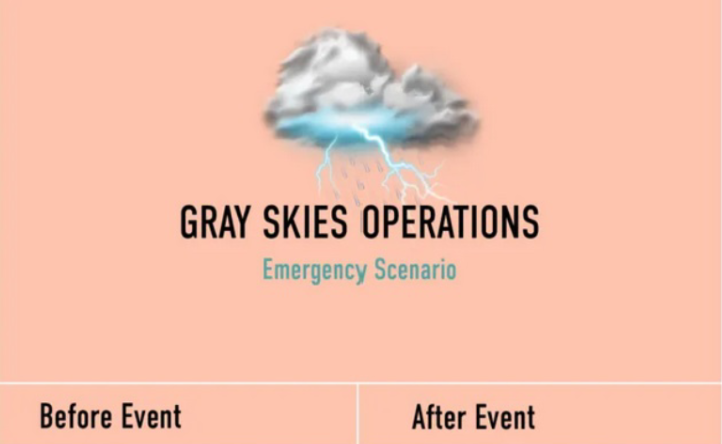 GRAY SKIES OPERATIONS
Emergency Scenario
Before Event
After Event